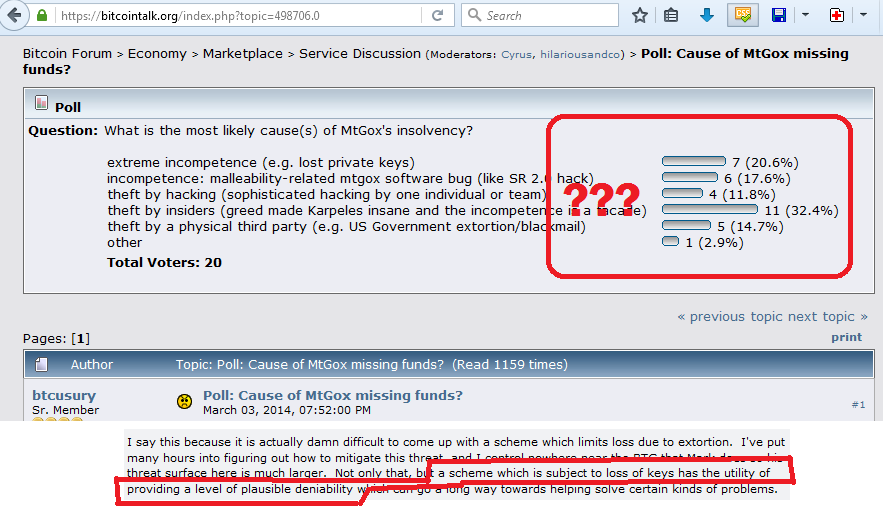 https://bitcointalk.org/index.php?topic=498706.0
Search
Bitcoin Forum > Economy > Marketplace > Service Discussion (Moderators: Cyrus, hilariousandco) > Poll: Cause of MtGox missing
funds?
Poll
Question: What is the most likely cause(s) of MtGox's insolvency?
extreme incompetence (e.g. lost private keys) 7 (20.6%)
incompetence: malleability-related mtgox software bug (like SR 2.0 hack) 6 (17.6%)
theft by hacking (sophisticated hacking by one individual or team) 4 (11.8%)
theft by insiders (greed made Karpeles insane and the incompetence is a facade) 11 (32.4%)
theft by a physical third party (e.g. US Government extortion/blackmail) 5 (14.7%)
other 1 (2.9%)
???
Total Voters: 20
« previous topic next topic »
Pages: [1]
print
Author Topic: Poll: Cause of MtGox missing funds? (Read 1159 times)
btcusury
Sr. Member
Poll: Cause of MtGox missing funds?
March 03, 2014, 07:52:00 PM
#1
I say this because it is actually damn difficult to come up with a scheme which limits loss due to extortion. I've put
many hours into figuring out how to mitigate this threat, and I control nowhere near the BTC that Mark does so his
threat surface here is much larger. Not only that, but a scheme which is subject to loss of keys has the utility of
providing a level of plausible deniability which can go a long way towards helping solve certain kinds of problems.